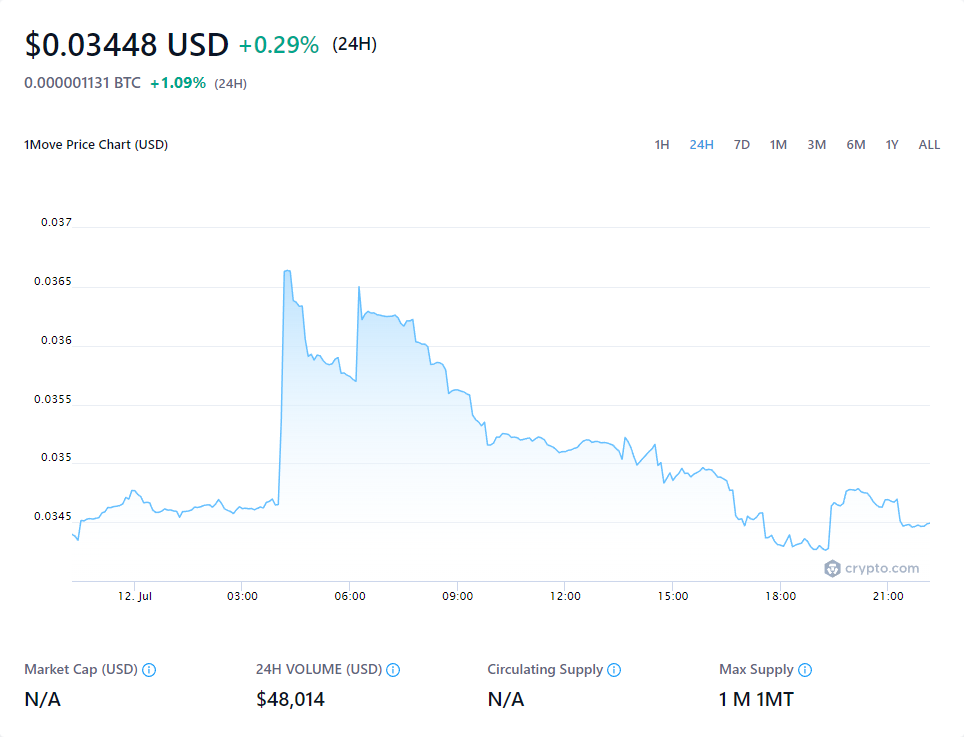 $0.03448 USD +0.29% (24H)
0.000001131 BTC +1.09% (24H)
1Move Price Chart (USD) 1H 24H 7D 1M 3M 6M 1Y ALL
0.037
0.0365
0.036
0.0355
0.035
0.0345
crypto.com
12. Jul 03:00 06:00 09:00 12:00 15:00 18:00 21:00
Market Cap (USD) 24H VOLUME (USD) Circulating Supply Max Supply
N/A $48,014 N/A 1 M 1MT